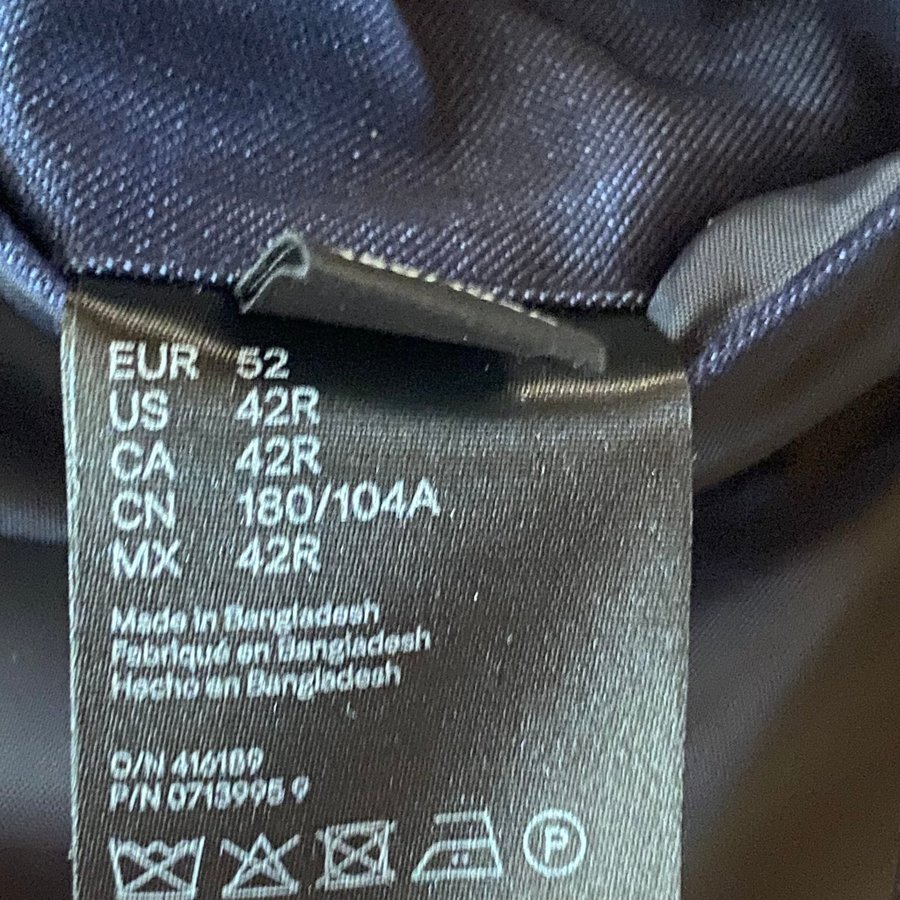 EUR 52
US 42R
CA 42R
CN 180/104A
MX 42R
Made in Bangladesh
Fabriqué en Bangladesh
Hecho en Bangladesh
O/N 416189
P/N 0713995 9
P